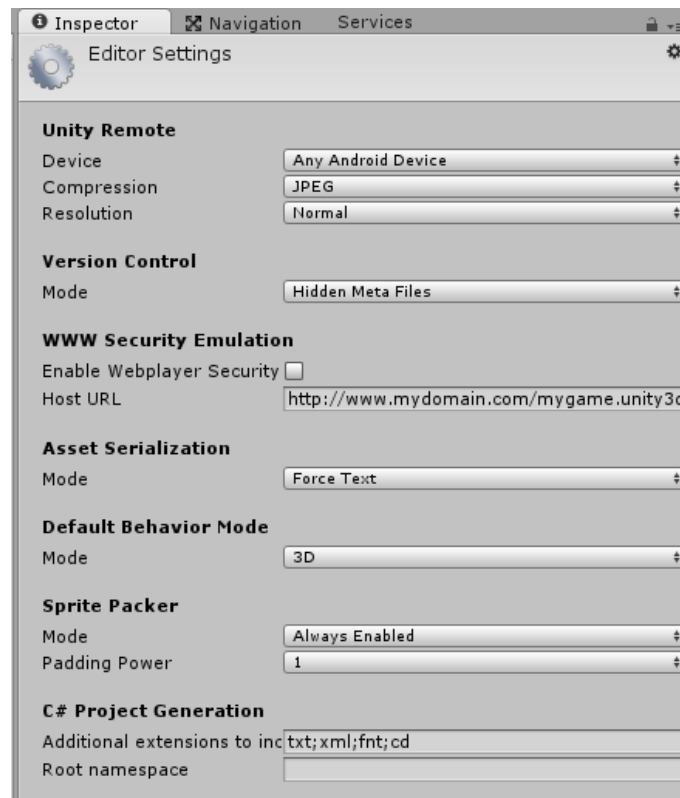 Inspector Navigation Services
Editor Settings
Unity Remote
Device Any Android Device
Compression JPEG
Resolution Normal
Version Control
Mode Hidden Meta Files
WWW Security Emulation
Enable Webplayer Security
Host URL http://www.mydomain.com/mygame.unity3d
Asset Serialization
Mode Force Text
Default Behavior Mode
Mode 3D
Sprite Packer
Mode Always Enabled
Padding Power 1
C# Project Generation
Additional extensions to inc txt;xml;fnt;cd
Root namespace